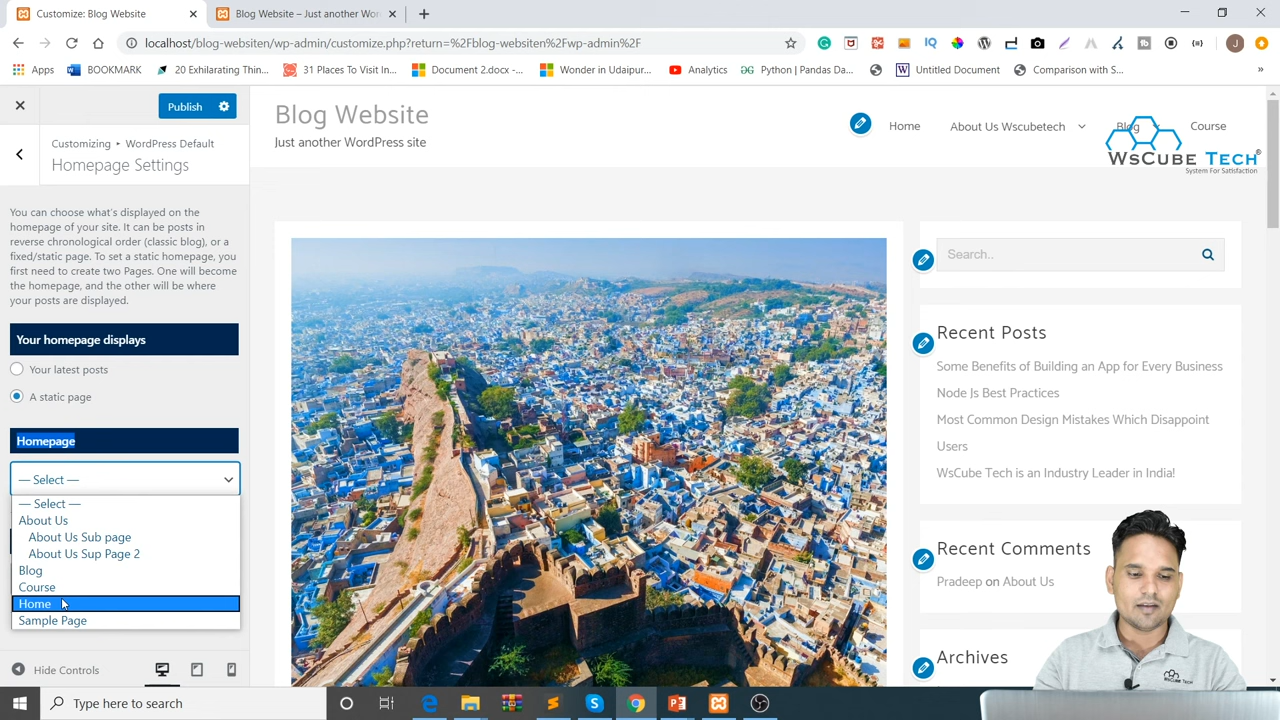 Customize: Blog Website
Blog Website – Just another Wor
localhost/blog-websiten/wp-admin/customize.php?return=%2Fblog-websiten%2Fwp-admin%2F
Apps
BOOKMARK
20 Exhilarating Thin...
31 Places To Visit In...
Document 2.docx -...
Wonder in Udaipur...
Analytics
Python | Pandas Da...
Untitled Document
Comparison with S...
Publish
Customizing ▸ WordPress Default
Homepage Settings
You can choose what's displayed on the
homepage of your site. It can be posts in
reverse chronological order (classic blog), or a
fixed/static page. To set a static homepage, you
first need to create two Pages. One will become
the homepage, and the other will be where
your posts are displayed.
Your homepage displays
Your latest posts
A static page
Homepage
— Select —
— Select —
About Us
About Us Sub page
About Us Sup Page 2
Blog
Course
Home
Sample Page
Hide Controls
Blog Website
Just another WordPress site
Home
About Us Wscubetech
Blog
Course
WsCube Tech®
System For Satisfaction
Search..
Recent Posts
Some Benefits of Building an App for Every Business
Node Js Best Practices
Most Common Design Mistakes Which Disappoint
Users
WsCube Tech is an Industry Leader in India!
Recent Comments
Pradeep on About Us
Archives
WsCube Tech
Type here to search